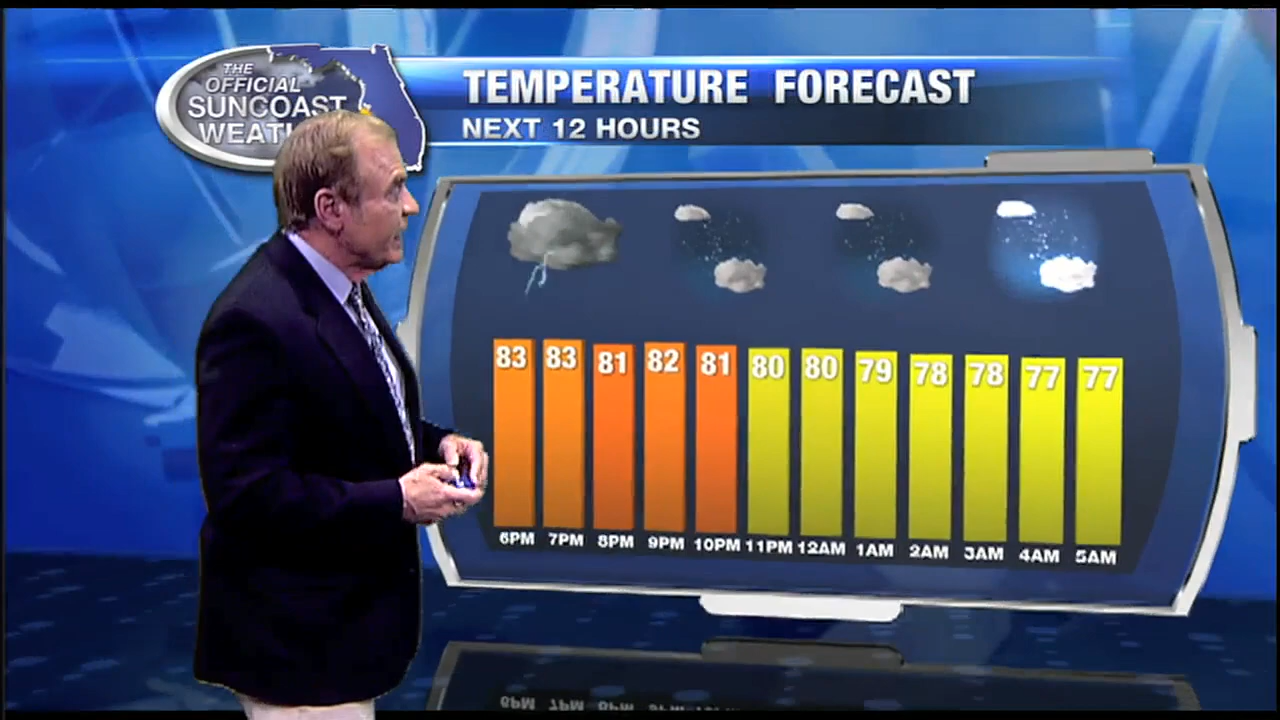 THE
OFFICIAL
SUNCOAST
TEMPERATURE FORECAST
NEXT 12 HOURS
83 83 81 82 81 80 80 79 78 78 77 77
6PM 7PM 8PM 9PM 10PM 11PM 12AM 1AM 2AM 3AM 4AM 5AM